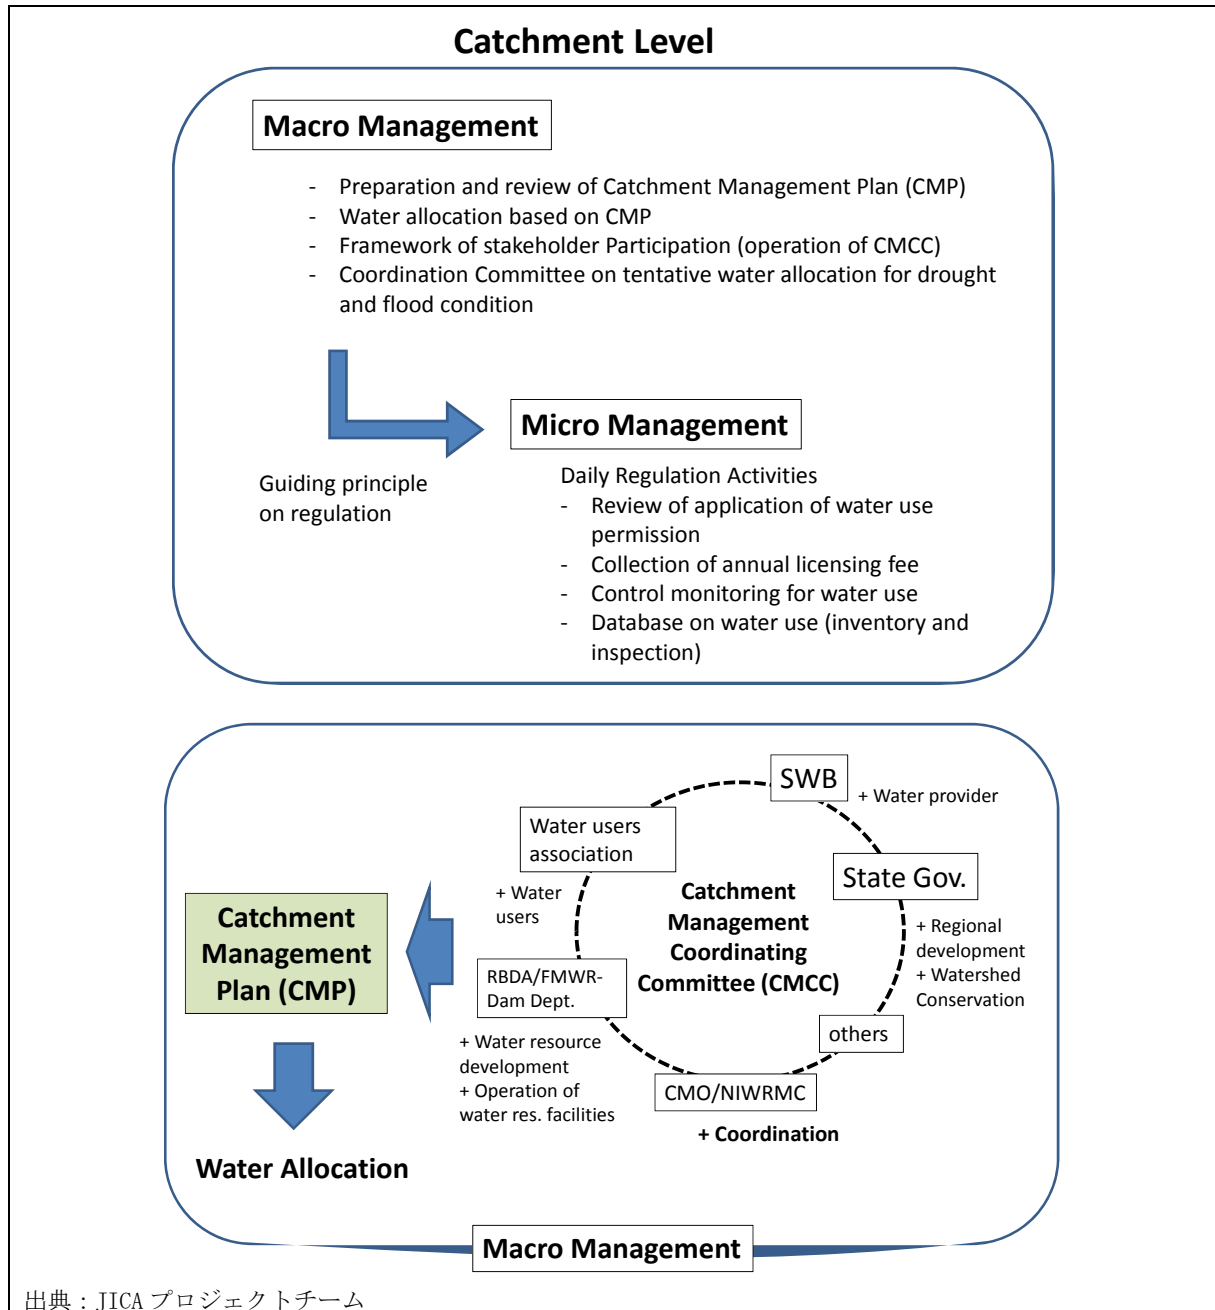 Catchment Level
Macro Management
- Preparation and review of Catchment Management Plan (CMP)
- Water allocation based on CMP
- Framework of stakeholder Participation (operation of CMCC)
- Coordination Committee on tentative water allocation for drought
and flood condition
Guiding principle
on regulation
Micro Management
Daily Regulation Activities
- Review of application of water use
permission
- Collection of annual licensing fee
- Control monitoring for water use
- Database on water use (inventory and
inspection)
SWB
+ Water provider
Water users
association
+ Water
users
State Gov.
+ Regional
development
+ Watershed
Conservation
Catchment
Management
Coordinating
Committee (CMCC)
Catchment
Management
Plan (CMP)
RBDA/FMWR-
Dam Dept.
+ Water resource
development
+ Operation of
water res. facilities
others
CMO/NIWRMC
+ Coordination
Water Allocation
Macro Management
出典：JICA プロジェクトチーム